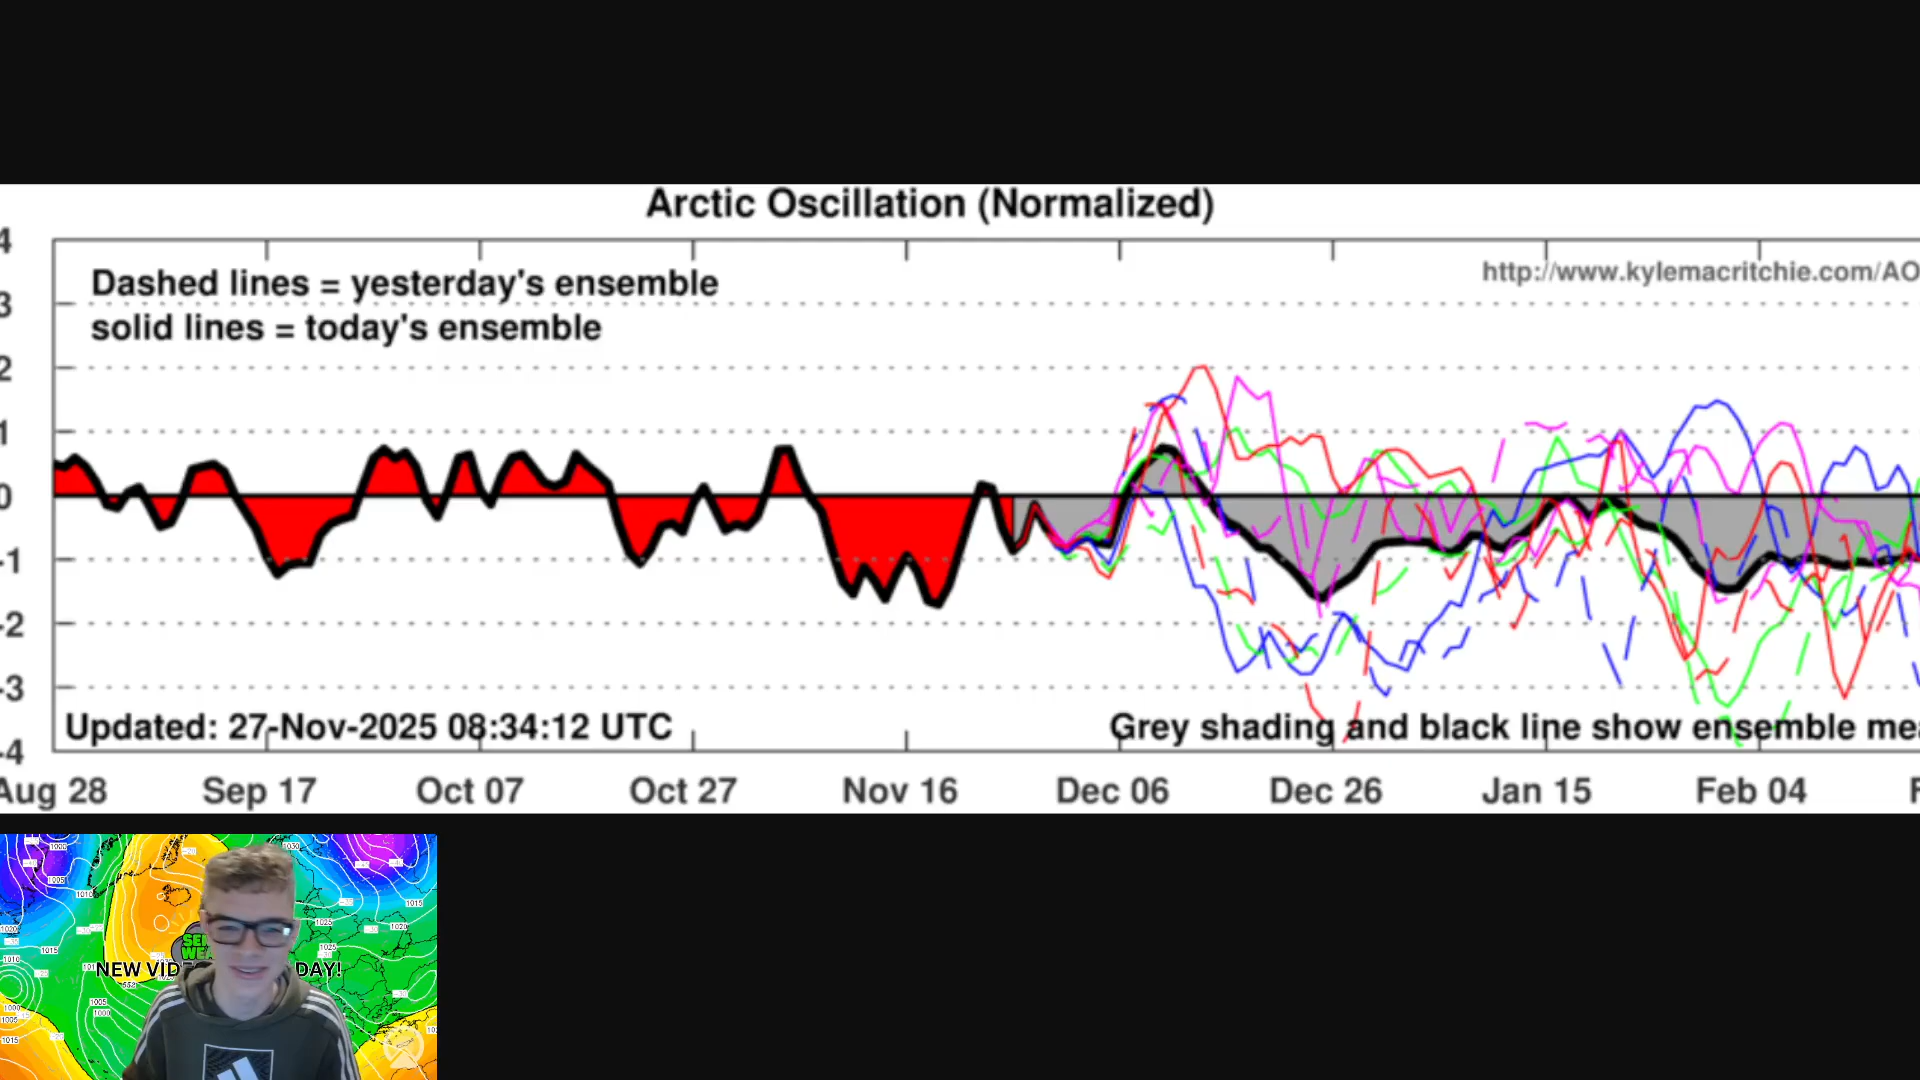 Arctic Oscillation (Normalized)
4
Dashed lines = yesterday's ensemble
http://www.kylemacritchie.com/AO
3
solid lines = today's ensemble
2
1
0
-1
-2
-3
Updated: 27-Nov-2025 08:34:12 UTC
Grey shading and black line show ensemble mea
-4
Aug 28 Sep 17 Oct 07 Oct 27 Nov 16 Dec 06 Dec 26 Jan 15 Feb 04 F
NEW VID DAY!